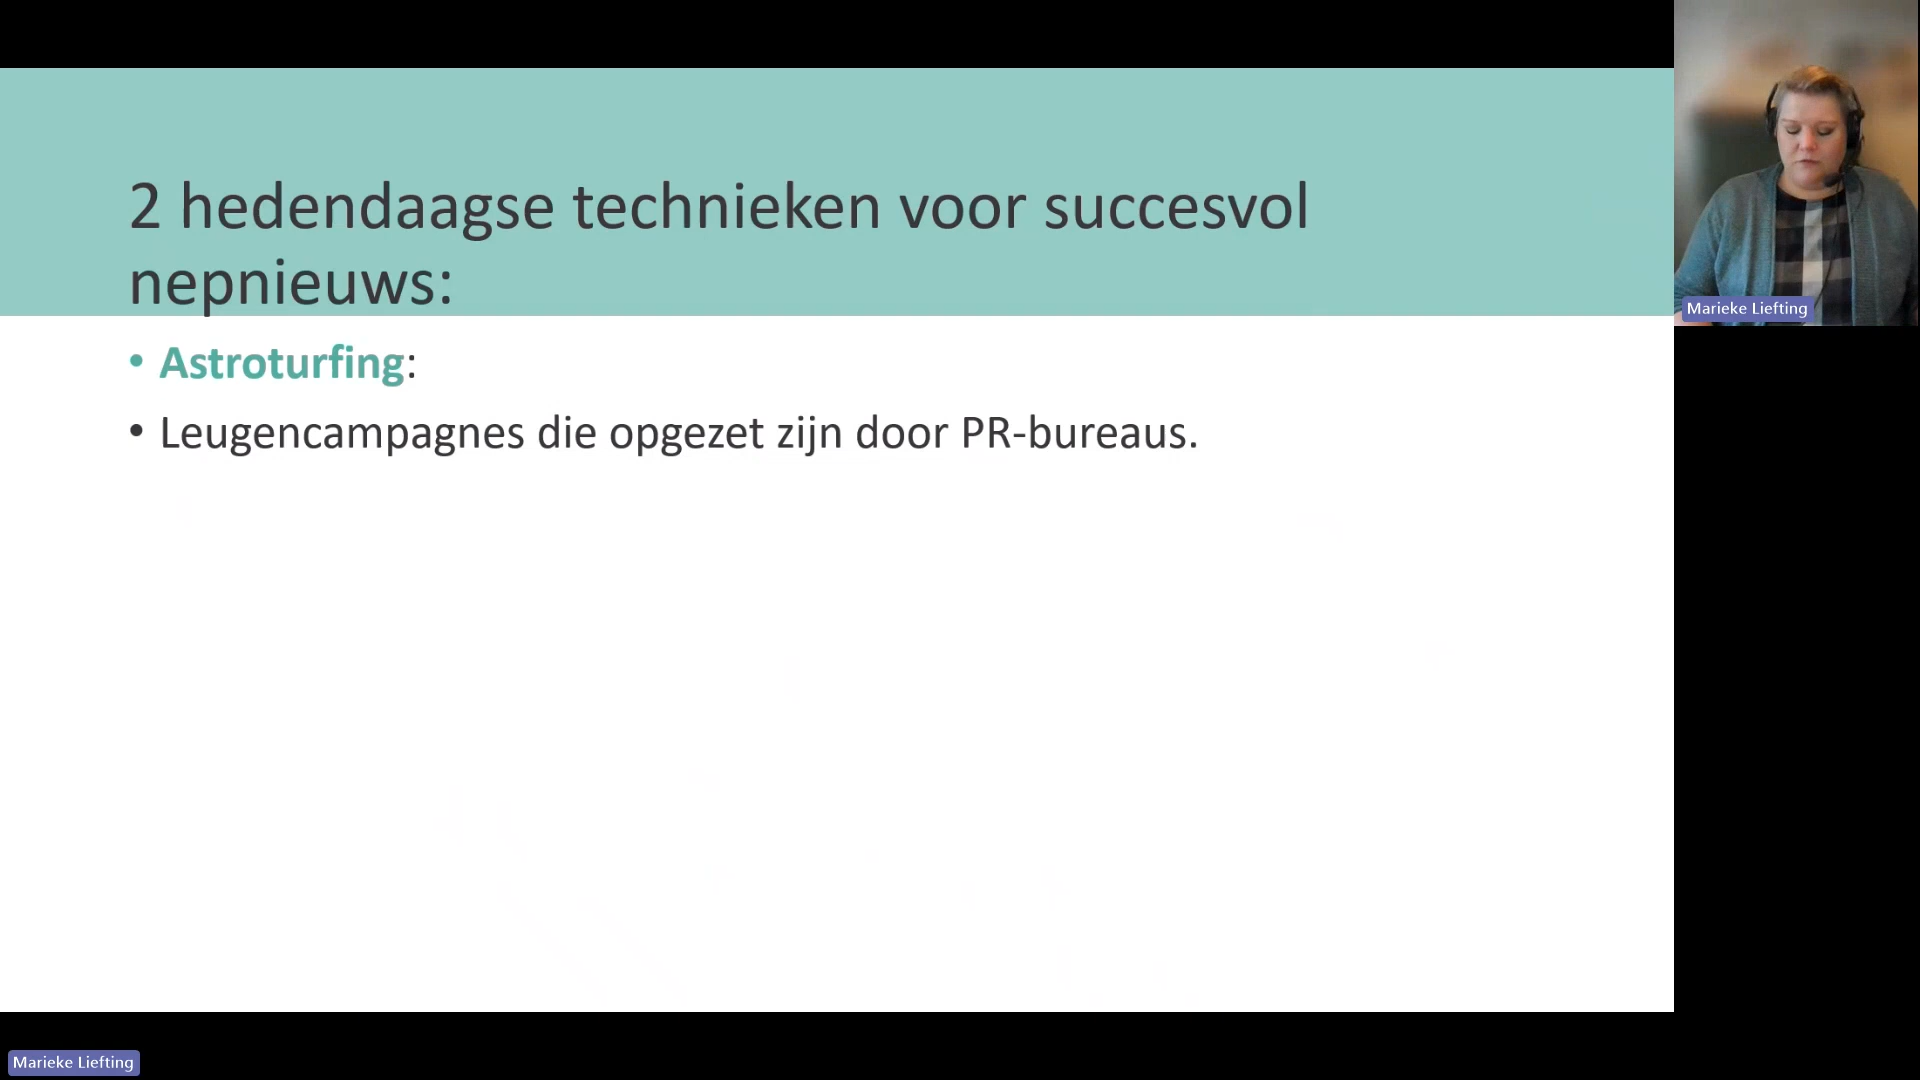 2 hedendaagse technieken voor succesvol
nepnieuws:
• Astroturfing:
• Leugencampagnes die opgezet zijn door PR-bureaus.
Marieke Liefting
Marieke Liefting